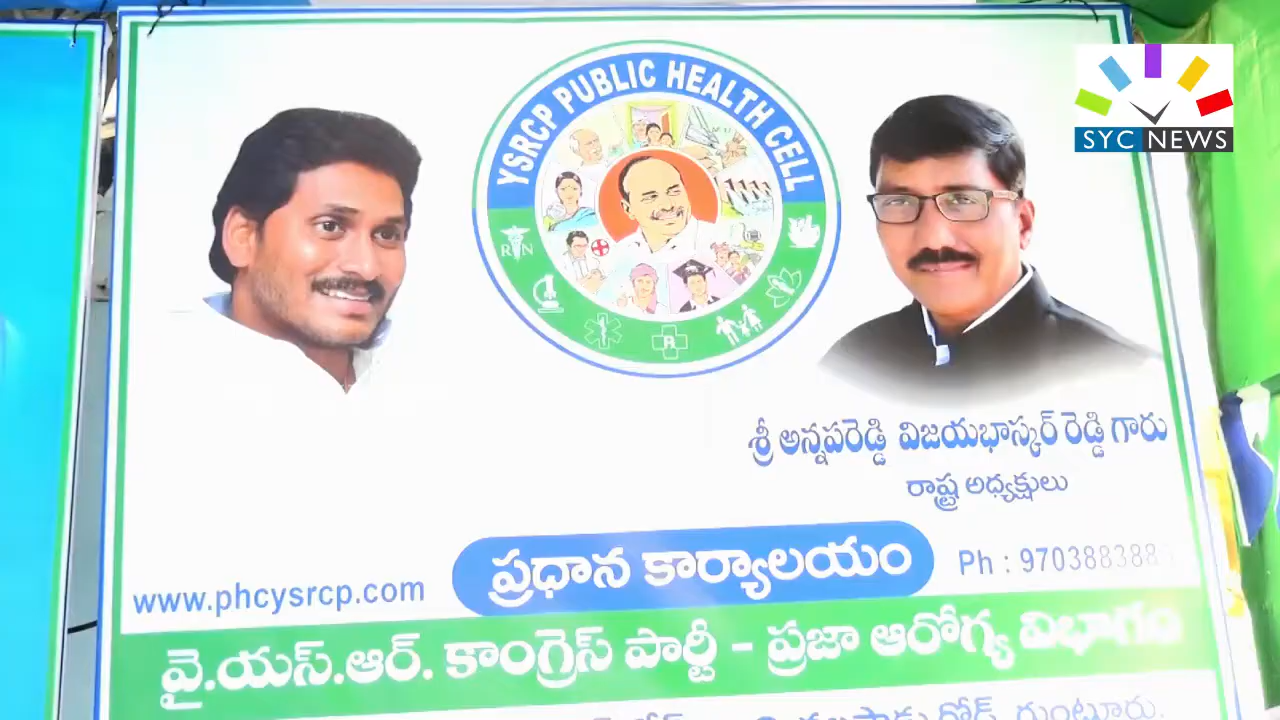 YSRCP PUBLIC HEALTH CELL
SYC NEWS
RN
శ్రీ అన్నపరెడ్డి విజయభాస్కర్ రెడ్డి గారు
రాష్ట్ర అధ్యక్షులు
ప్రధాన కార్యాలయం
Ph : 970388388
www.phcysrcp.com
వై.యస్.ఆర్. కాంగ్రెస్ పార్టీ - ప్రజా ఆరోగ్య విభాగం
రోడ్, గుంటూరు.